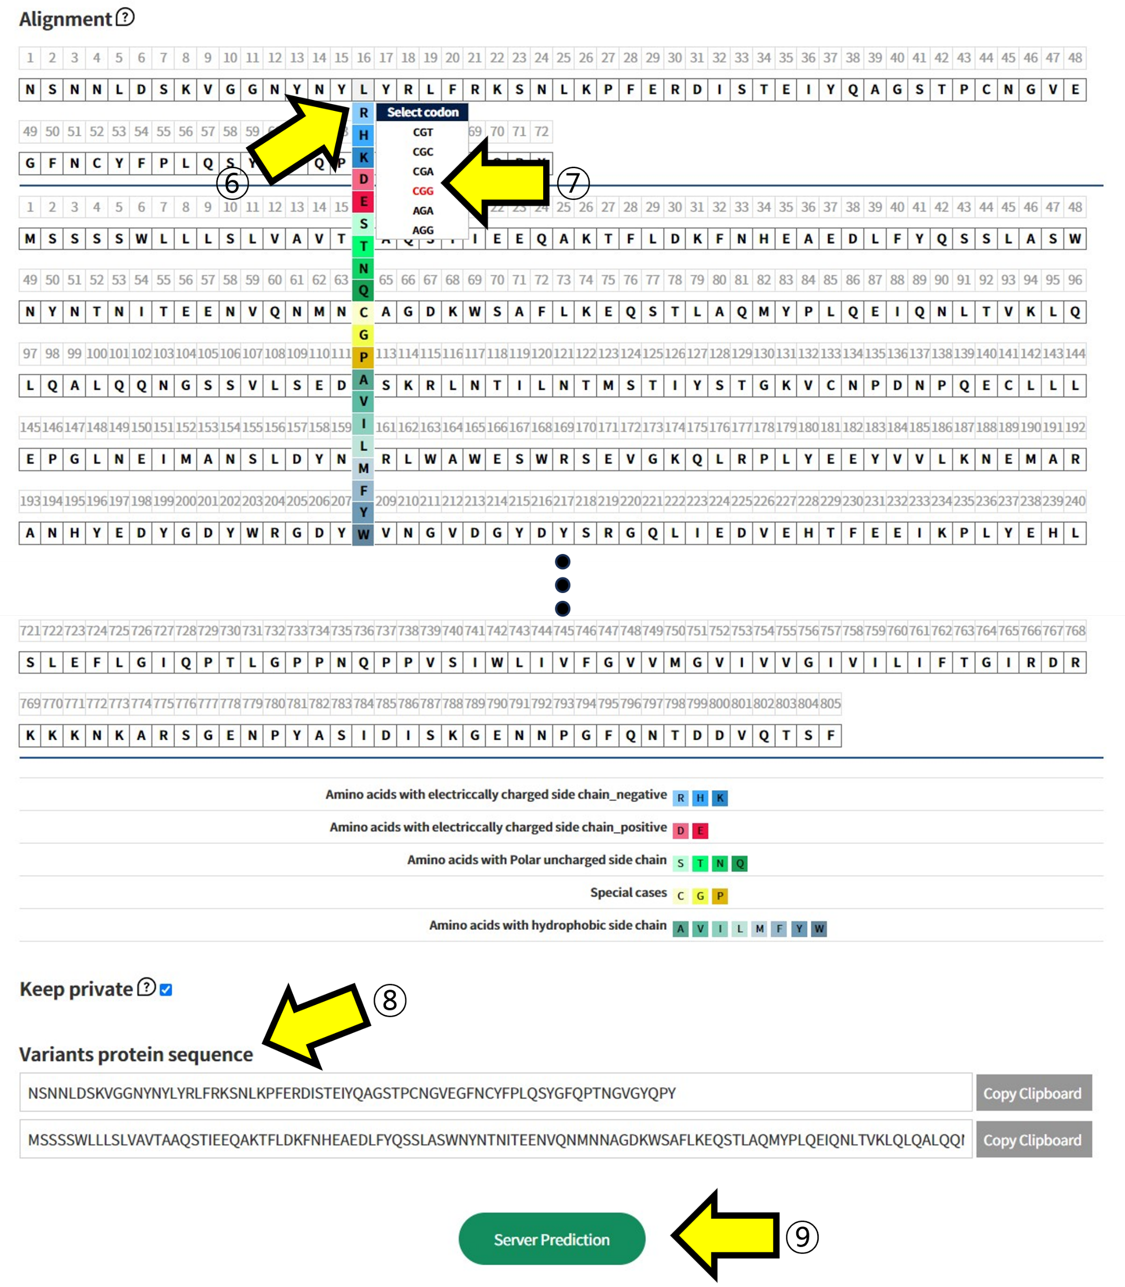 Alignment ?
1 2 3 4 5 6 7 8 9 10 11 12 13 14 15 16 17 18 19 20 21 22 23 24 25 26 27 28 29 30 31 32 33 34 35 36 37 38 39 40 41 42 43 44 45 46 47 48
N S N N L D S K V G G N Y N Y L Y R L F R K S N L K P F E R D I S T E I Y Q A G S T P C N G V E
R
H
K
D
E
S
T
N
Q
C
G
P
A
V
I
L
M
F
Y
W
Select codon
CGT
CGC
CGA
CGG
AGA
AGG
⑥
⑦
49 50 51 52 53 54 55 56 57 58 59 69 70 71 72
G F N C Y F P L Q S Y Q P
1 2 3 4 5 6 7 8 9 10 11 12 13 14 15 22 23 24 25 26 27 28 29 30 31 32 33 34 35 36 37 38 39 40 41 42 43 44 45 46 47 48
M S S S S W L L L S L V A V T A Q S T I E E Q A K T F L D K F N H E A E D L F Y Q S S L A S W
49 50 51 52 53 54 55 56 57 58 59 60 61 62 63 65 66 67 68 69 70 71 72 73 74 75 76 77 78 79 80 81 82 83 84 85 86 87 88 89 90 91 92 93 94 95 96
N Y N T N I T E E N V Q N M N A G D K W S A F L K E Q S T L A Q M Y P L Q E I Q N L T V K L Q
97 98 99 100 101 102 103 104 105 106 107 108 109 110 111 113 114 115 116 117 118 119 120 121 122 123 124 125 126 127 128 129 130 131 132 133 134 135 136 137 138 139 140 141 142 143 144
L Q A L Q Q N G S S V L S E D S K R L N T I L N T M S T I Y S T G K V C N P D N P Q E C L L L
145 146 147 148 149 150 151 152 153 154 155 156 157 158 159 161 162 163 164 165 166 167 168 169 170 171 172 173 174 175 176 177 178 179 180 181 182 183 184 185 186 187 188 189 190 191 192
E P G L N E I M A N S L D Y N R L W A W E S W R S E V G K Q L R P L Y E E Y V V L K N E M A R
193 194 195 196 197 198 199 200 201 202 203 204 205 206 207 209 210 211 212 213 214 215 216 217 218 219 220 221 222 223 224 225 226 227 228 229 230 231 232 233 234 235 236 237 238 239 240
A N H Y E D Y G D Y W R G D Y V N G V D G Y D Y S R G Q L I E D V E H T F E E I K P L Y E H L
721 722 723 724 725 726 727 728 729 730 731 732 733 734 735 736 737 738 739 740 741 742 743 744 745 746 747 748 749 750 751 752 753 754 755 756 757 758 759 760 761 762 763 764 765 766 767 768
S L E F L G I Q P T L G P P N Q P P V S I W L I V F G V V M G V I V V G I V I L I F T G I R D R
769 770 771 772 773 774 775 776 777 778 779 780 781 782 783 784 785 786 787 788 789 790 791 792 793 794 795 796 797 798 799 800 801 802 803 804 805
K K K N K A R S G E N P Y A S I D I S K G E N N P G F Q N T D D V Q T S F
Amino acids with electriccally charged side chain_negative R H K
Amino acids with electriccally charged side chain_positive D E
Amino acids with Polar uncharged side chain S T N Q
Special cases C G P
Amino acids with hydrophobic side chain A V I L M F Y W
Keep private ?
⑧
Variants protein sequence
NSNNLDSKVGGNYNYLYRLFRKSNLKPFERDISTEIYQAGSTPCNGVEGFNCYFPLQSYGFQPTNGVGYQPY Copy Clipboard
MSSSSWLLLSLVAVTAAQSTIEEQAKTFLDKFNHEAEDLFYQSSLASWNYNTNITEENVQNMNNAGDKWSAFLKEQSTLAQMYPLQEIQNLTVKLQLQALQQ Copy Clipboard
Server Prediction
⑨